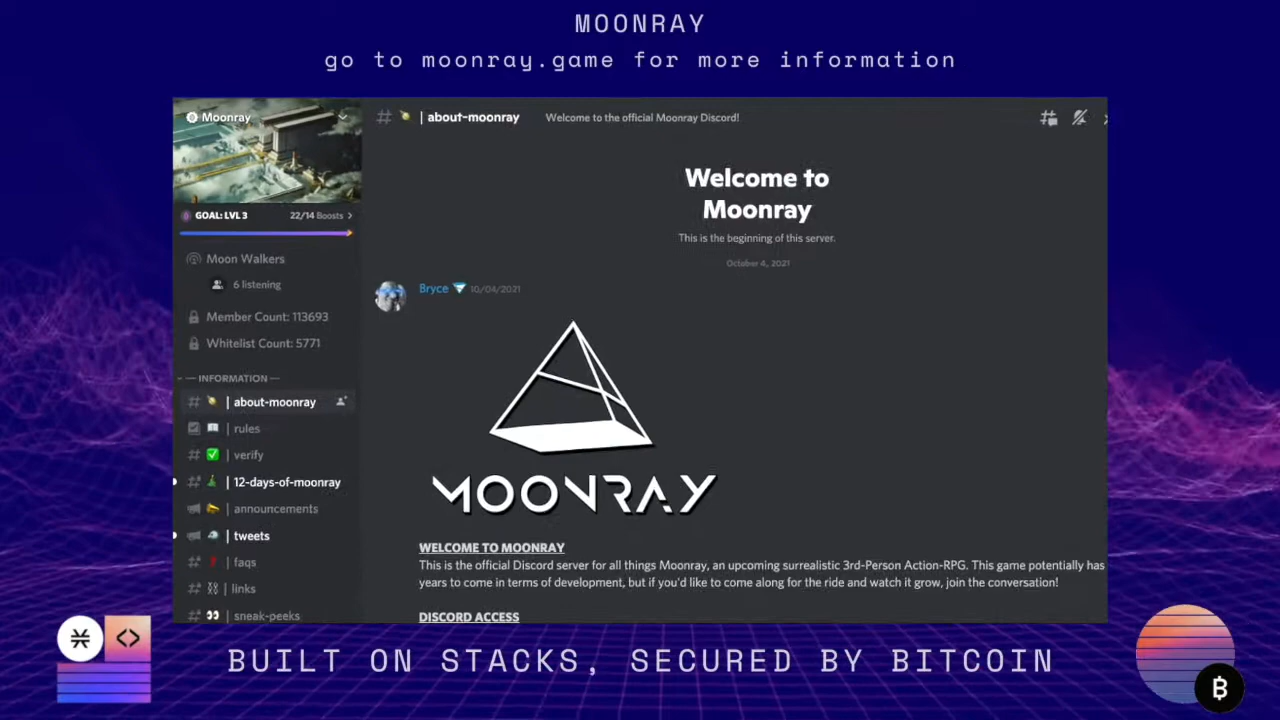 MOONRAY
go to moonray.game for more information
Moonray
| about-moonray
Welcome to the official Moonray Discord!
GOAL: LVL 3
22/14 Boosts
Moon Walkers
6 listening
Member Count: 113693
Whitelist Count: 5771
— INFORMATION —
| about-moonray
| rules
| verify
| 12-days-of-moonray
| announcements
| tweets
| faqs
| links
| sneak-peeks
Welcome to
Moonray
This is the beginning of this server.
October 4, 2021
Bryce 10/04/2021
MOONRAY
WELCOME TO MOONRAY
This is the official Discord server for all things Moonray, an upcoming surrealistic 3rd-Person Action-RPG. This game potentially has
years to come in terms of development, but if you'd like to come along for the ride and watch it grow, join the conversation!
DISCORD ACCESS
BUILT ON STACKS, SECURED BY BITCOIN